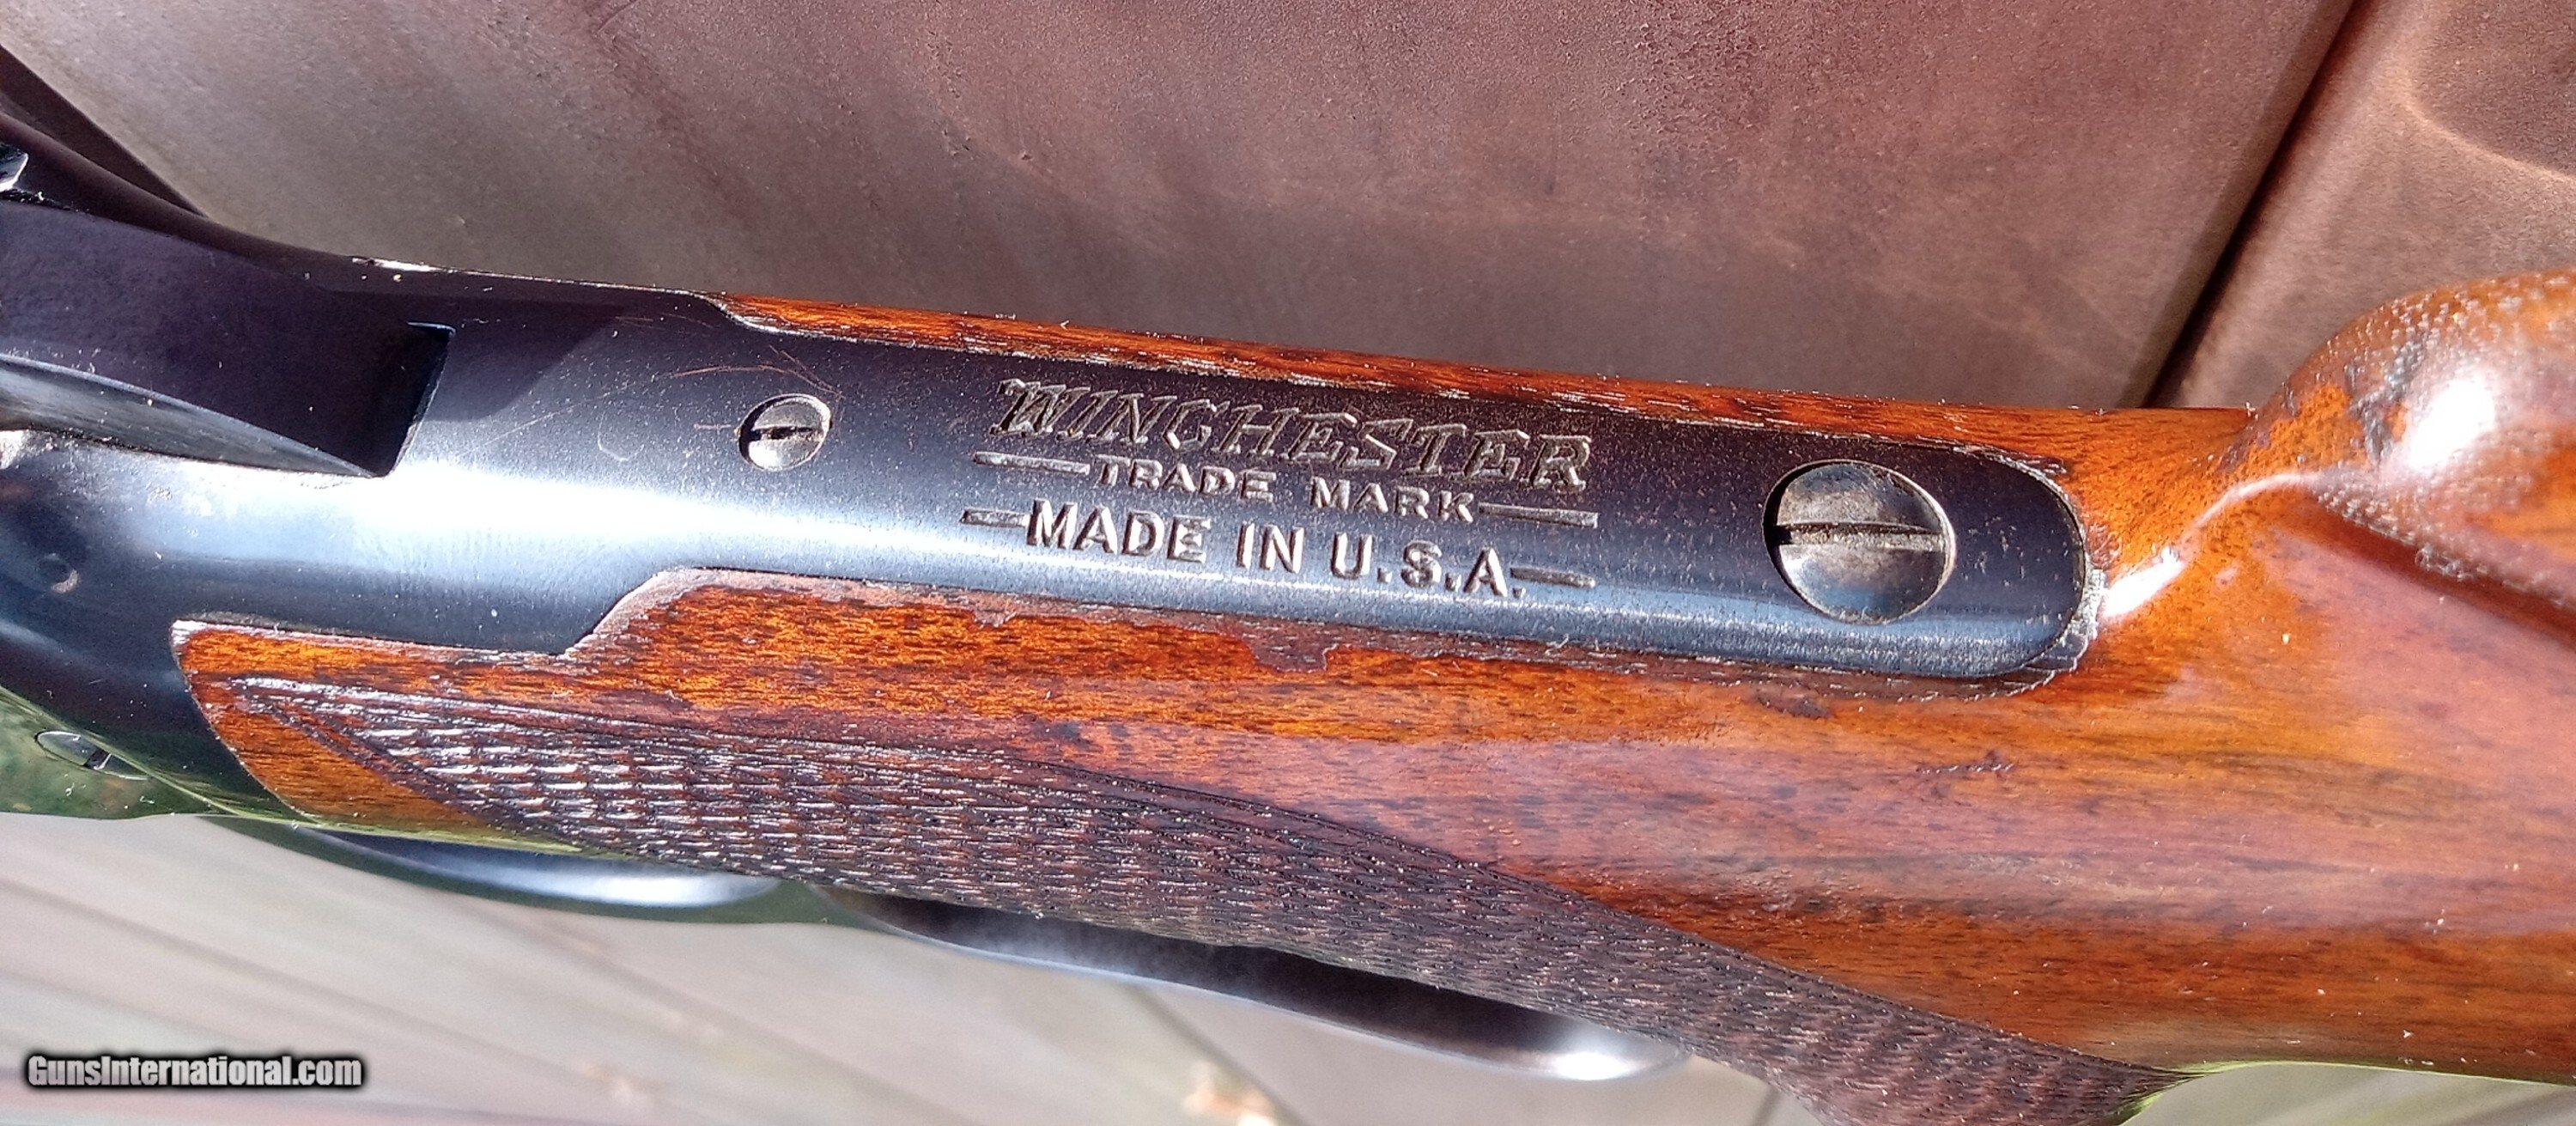 WINCHESTER
TRADE MARK
MADE IN U.S.A.
GunsInternational.com